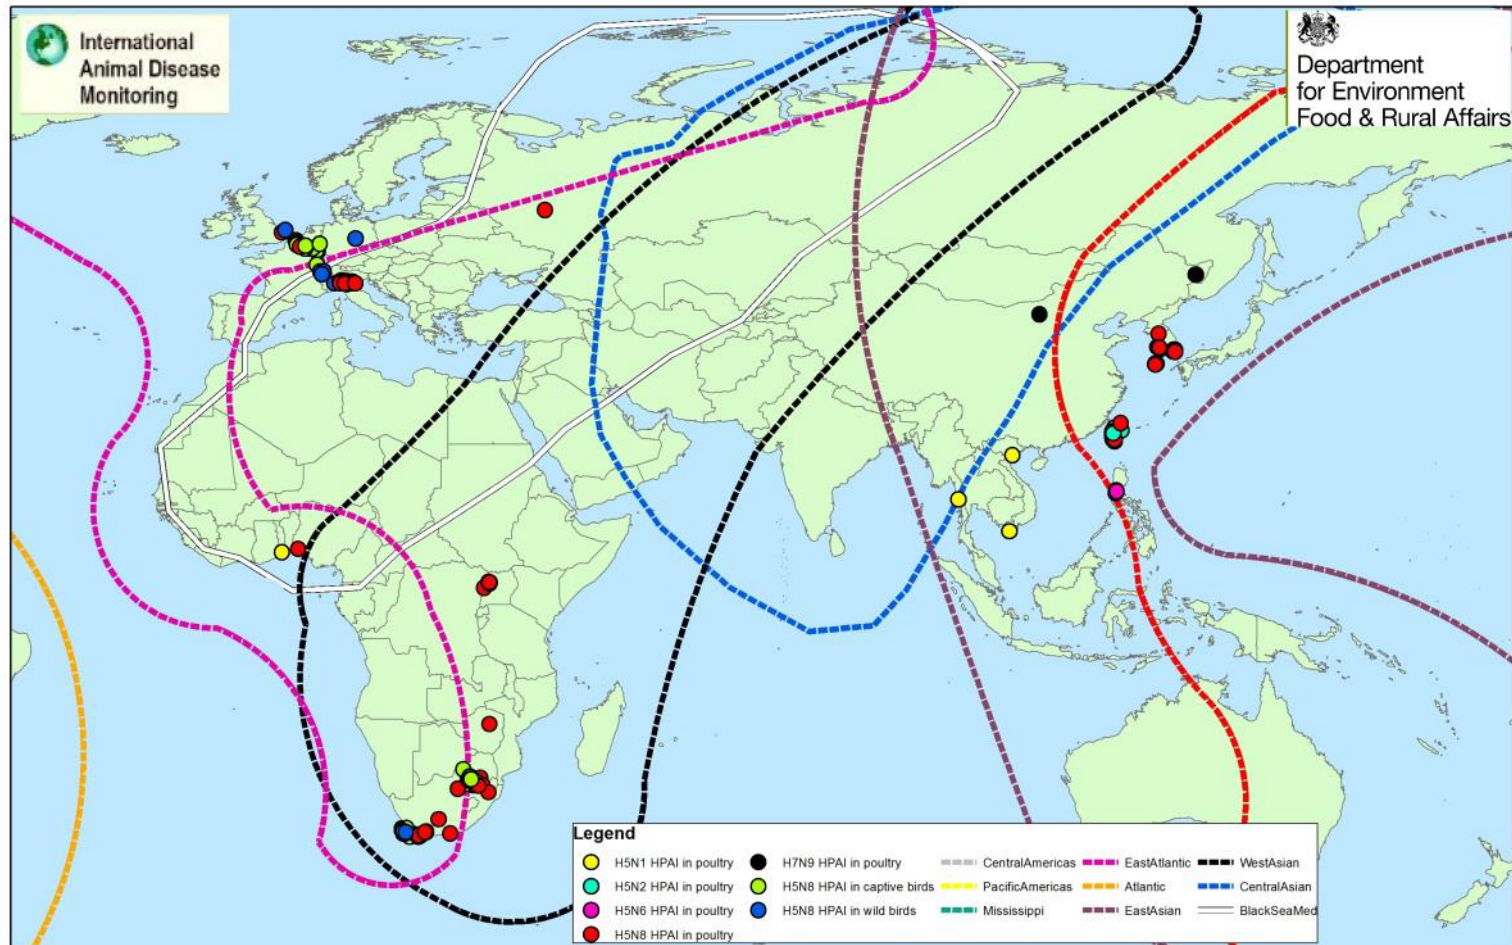 International
Animal Disease
Monitoring
Department
for Environment
Food & Rural Affairs
Legend
H5N1 HPAI in poultry
H5N2 HPAI in poultry
H5N6 HPAI in poultry
H5N8 HPAI in poultry
H7N9 HPAI in poultry
H5N8 HPAI in captive birds
H5N8 HPAI in wild birds
CentralAmericas
PacificAmericas
Mississippi
EastAtlantic
Atlantic
EastAsian
WestAsian
CentralAsian
BlackSeaMed